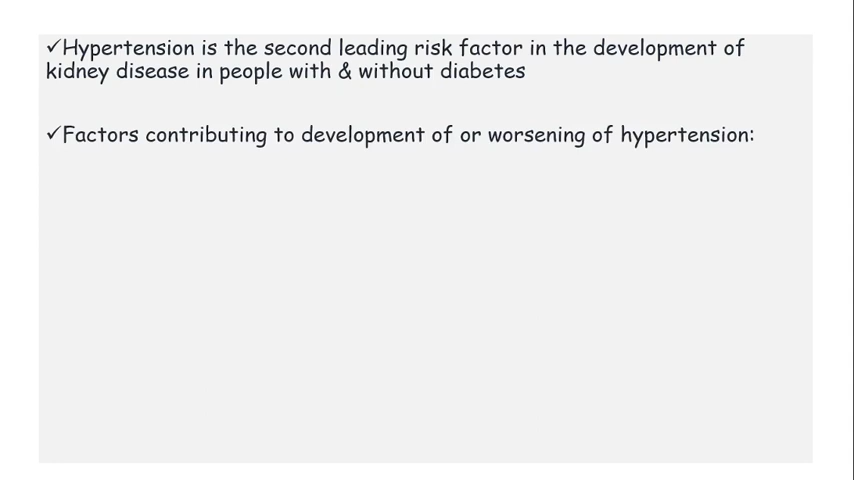 ✓Hypertension is the second leading risk factor in the development of
kidney disease in people with & without diabetes
✓Factors contributing to development of or worsening of hypertension: